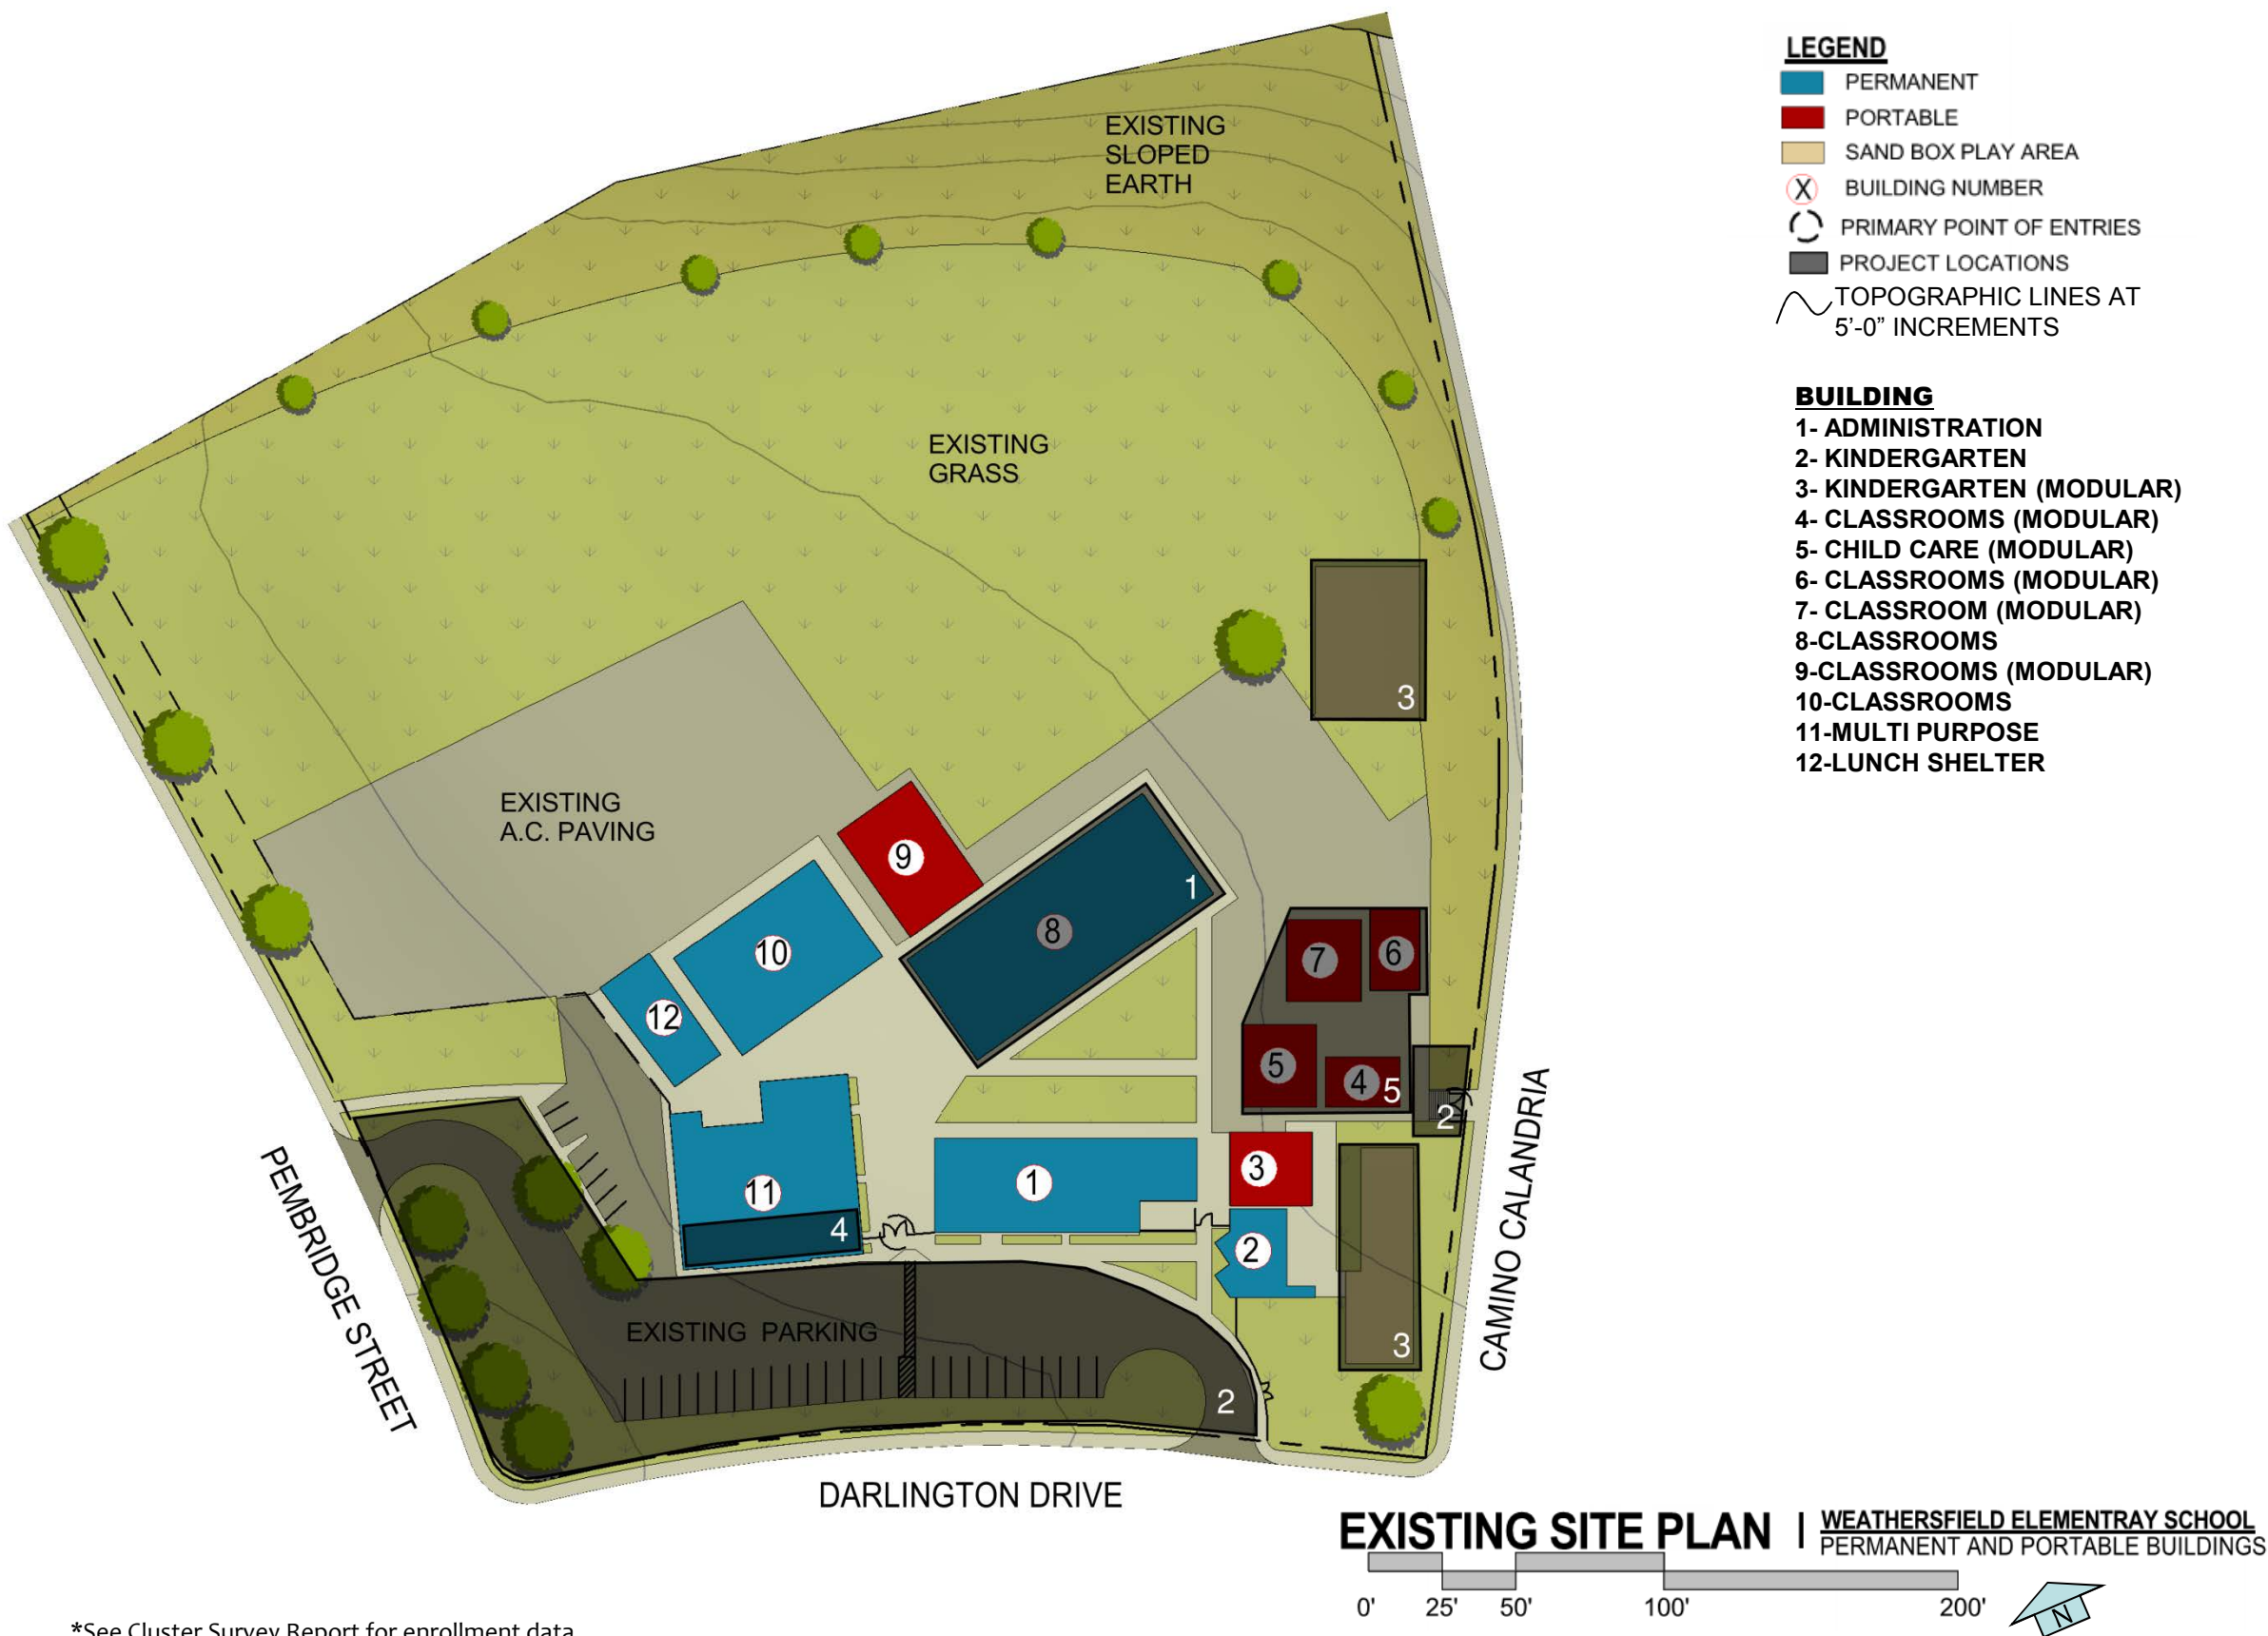 LEGEND
PERMANENT
PORTABLE
SAND BOX PLAY AREA
X BUILDING NUMBER
PRIMARY POINT OF ENTRIES
PROJECT LOCATIONS
TOPOGRAPHIC LINES AT
5'-0” INCREMENTS
BUILDING
1- ADMINISTRATION
2- KINDERGARTEN
3- KINDERGARTEN (MODULAR)
4- CLASSROOMS (MODULAR)
5- CHILD CARE (MODULAR)
6- CLASSROOMS (MODULAR)
7- CLASSROOM (MODULAR)
8-CLASSROOMS
9-CLASSROOMS (MODULAR)
10-CLASSROOMS
11-MULTI PURPOSE
12-LUNCH SHELTER
EXISTING
SLOPED
EARTH
EXISTING
GRASS
3
EXISTING
A.C. PAVING
9
1
8
10
7
6
12
5
4
5
2
3
1
11
4
2
EXISTING PARKING
3
2
PEMBRIDGE STREET
CAMINO CALANDRIA
DARLINGTON DRIVE
EXISTING SITE PLAN | WEATHERSFIELD ELEMENTRAY SCHOOL
PERMANENT AND PORTABLE BUILDINGS
0' 25' 50' 100' 200'
N
*See Cluster Survey Report for enrollment data